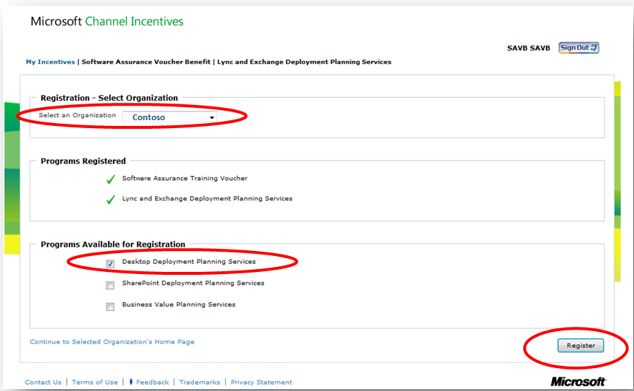 Microsoft Channel Incentives
SAVB SAVB Sign Out
My Incentives | Software Assurance Voucher Benefit | Lync and Exchange Deployment Planning Services
Registration - Select Organization
Select an Organization Contoso
Programs Registered
Software Assurance Training Voucher
Lync and Exchange Deployment Planning Services
Programs Available for Registration
Desktop Deployment Planning Services
SharePoint Deployment Planning Services
Business Value Planning Services
Continue to Selected Organization's Home Page Register
Contact Us | Terms of Use | Feedback | Trademarks | Privacy Statement Microsoft